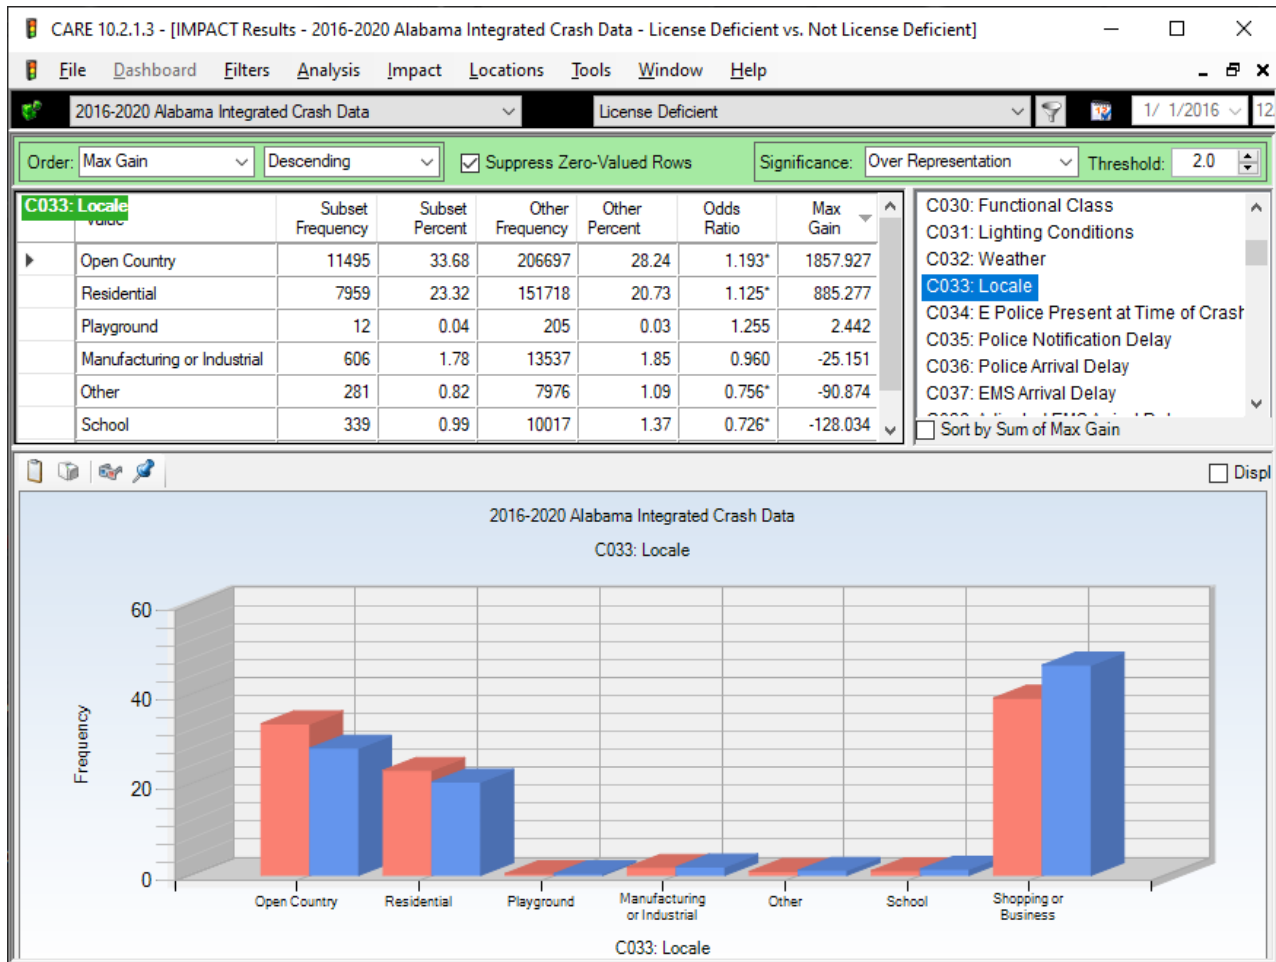 CARE 10.2.1.3 - [IMPACT Results - 2016-2020 Alabama Integrated Crash Data - License Deficient vs. Not License Deficient]
File Dashboard Filters Analysis Impact Locations Tools Window Help
2016-2020 Alabama Integrated Crash Data License Deficient 1/ 1/2016 12
Order: Max Gain Descending Suppress Zero-Valued Rows Significance: Over Representation Threshold: 2.0
C033: Locale
Value Subset Frequency Subset Percent Other Frequency Other Percent Odds Ratio Max Gain
Open Country 11495 33.68 206697 28.24 1.193* 1857.927
Residential 7959 23.32 151718 20.73 1.125* 885.277
Playground 12 0.04 205 0.03 1.255 2.442
Manufacturing or Industrial 606 1.78 13537 1.85 0.960 -25.151
Other 281 0.82 7976 1.09 0.756* -90.874
School 339 0.99 10017 1.37 0.726* -128.034
C030: Functional Class
C031: Lighting Conditions
C032: Weather
C033: Locale
C034: E Police Present at Time of Crash
C035: Police Notification Delay
C036: Police Arrival Delay
C037: EMS Arrival Delay
Sort by Sum of Max Gain
Displ
2016-2020 Alabama Integrated Crash Data
C033: Locale
Frequency
60
40
20
0
Open Country
Residential
Playground
Manufacturing
or Industrial
Other
School
Shopping or
Business
C033: Locale